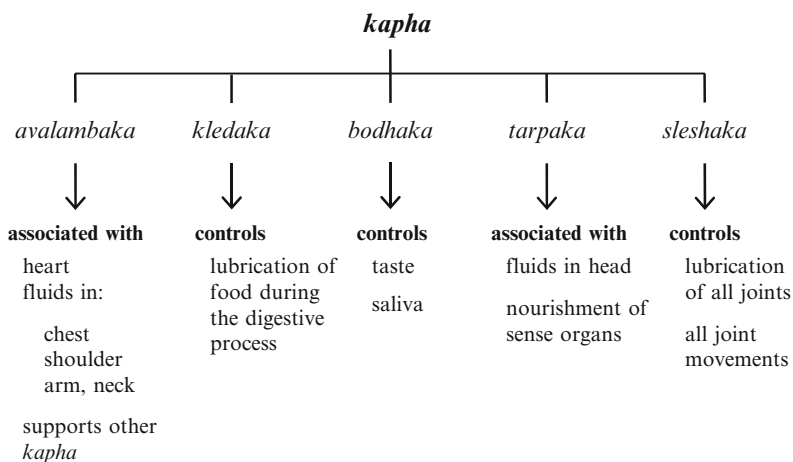 kapha
avalambaka
kledaka
bodhaka
tarpaka
sleshaka
associated with
heart
fluids in:
chest
shoulder
arm, neck
supports other
kapha
controls
lubrication of
food during
the digestive
process
controls
taste
saliva
associated with
fluids in head
nourishment of
sense organs
controls
lubrication
of all joints
all joint
movements